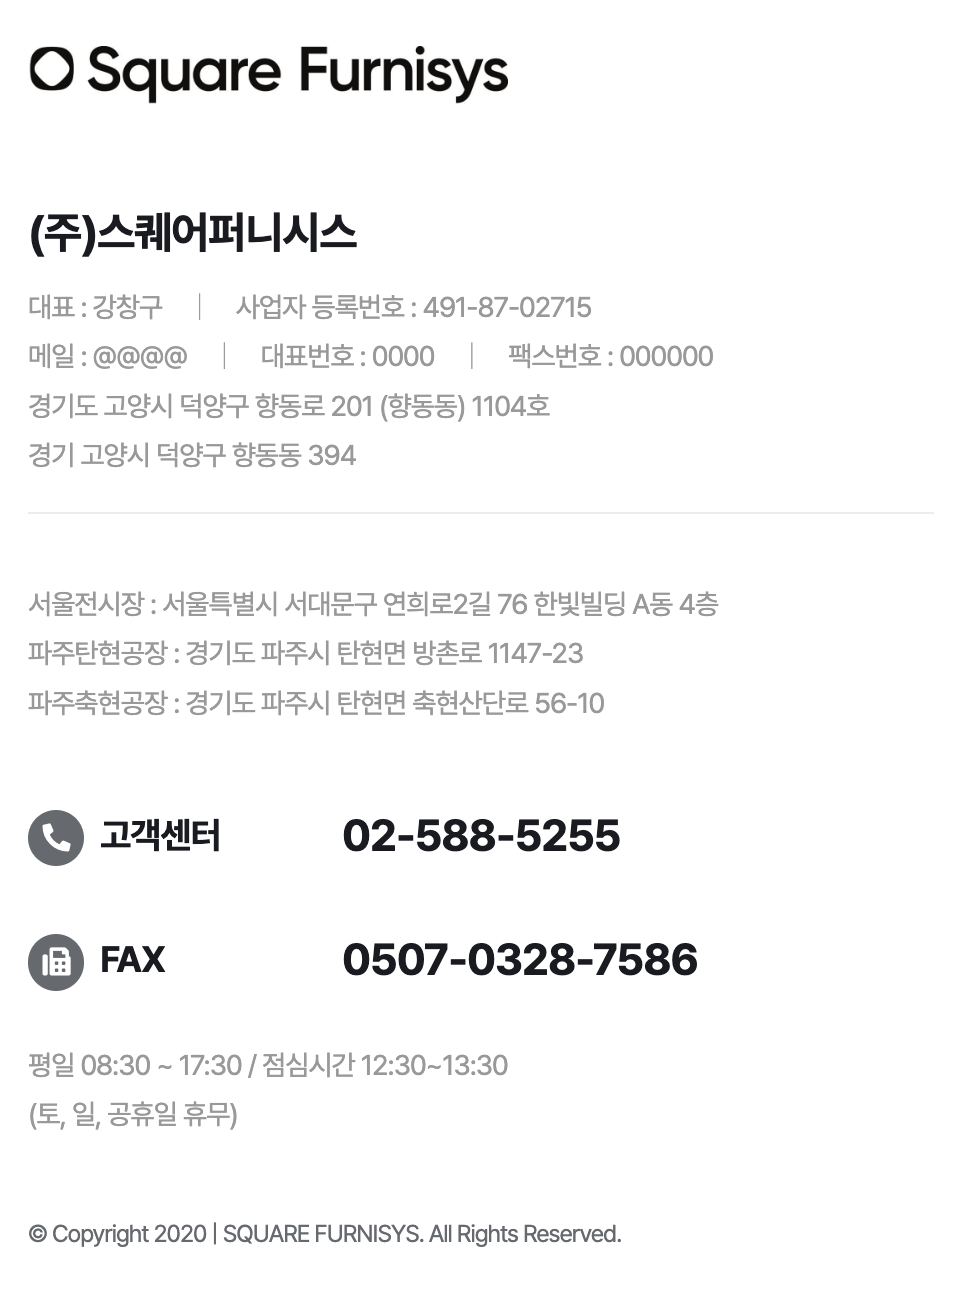 Square Furnisys
(주)스퀘어퍼니시스
대표 : 강창구 | 사업자 등록번호 : 491-87-02715
메일 : @@@@ | 대표번호 : 0000 | 팩스번호 : 000000
경기도 고양시 덕양구 향동로 201 (향동동) 1104호
경기 고양시 덕양구 향동동 394
서울전시장 : 서울특별시 서대문구 연희로2길 76 한빛빌딩 A동 4층
파주탄현공장 : 경기도 파주시 탄현면 방촌로 1147-23
파주축현공장 : 경기도 파주시 탄현면 축현산단로 56-10
고객센터 02-588-5255
FAX 0507-0328-7586
평일 08:30 ~ 17:30 / 점심시간 12:30~13:30
(토, 일, 공휴일 휴무)
© Copyright 2020 | SQUARE FURNISYS. All Rights Reserved.